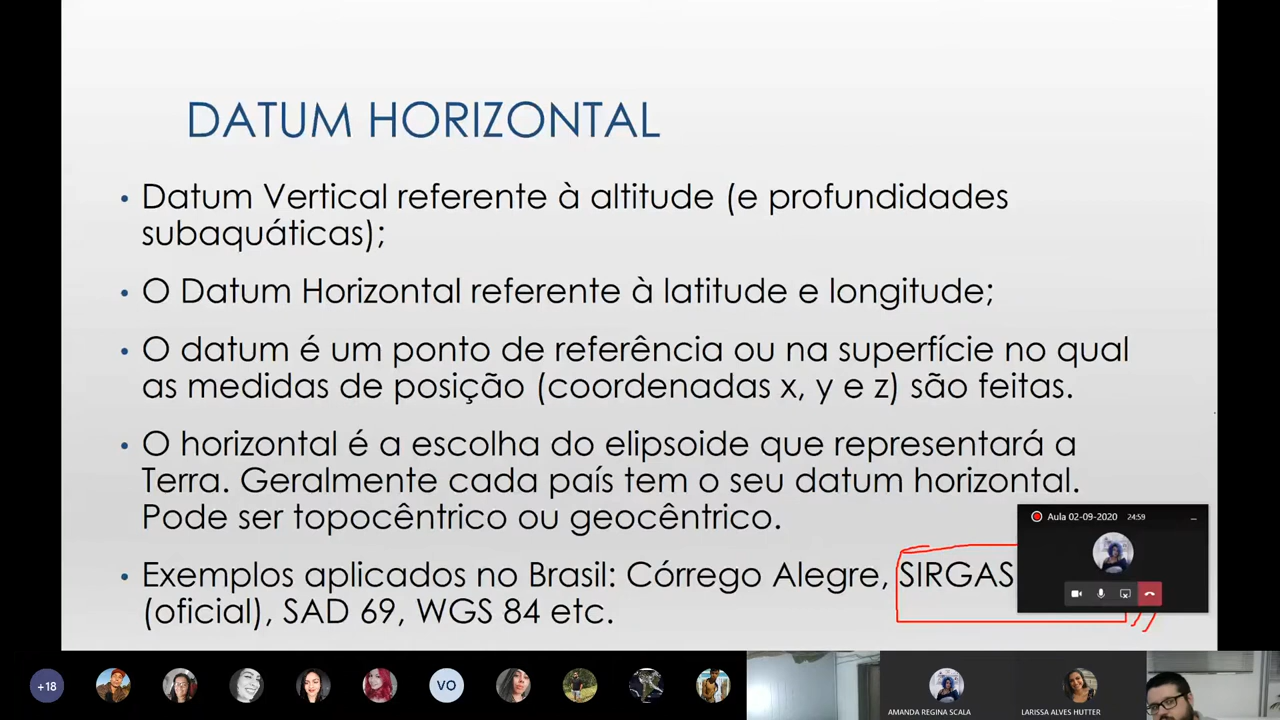 DATUM HORIZONTAL
• Datum Vertical referente à altitude (e profundidades
subaquáticas);
• O Datum Horizontal referente à latitude e longitude;
• O datum é um ponto de referência ou na superfície no qual
as medidas de posição (coordenadas x, y e z) são feitas.
• O horizontal é a escolha do elipsoide que representará a
Terra. Geralmente cada país tem o seu datum horizontal.
Pode ser topocêntrico ou geocêntrico.
Aula 02-09-2020 24:59
• Exemplos aplicados no Brasil: Córrego Alegre, SIRGAS
(oficial), SAD 69, WGS 84 etc.
+18 VO
AMANDA REGINA SCALA LARISSA ALVES HUTTER